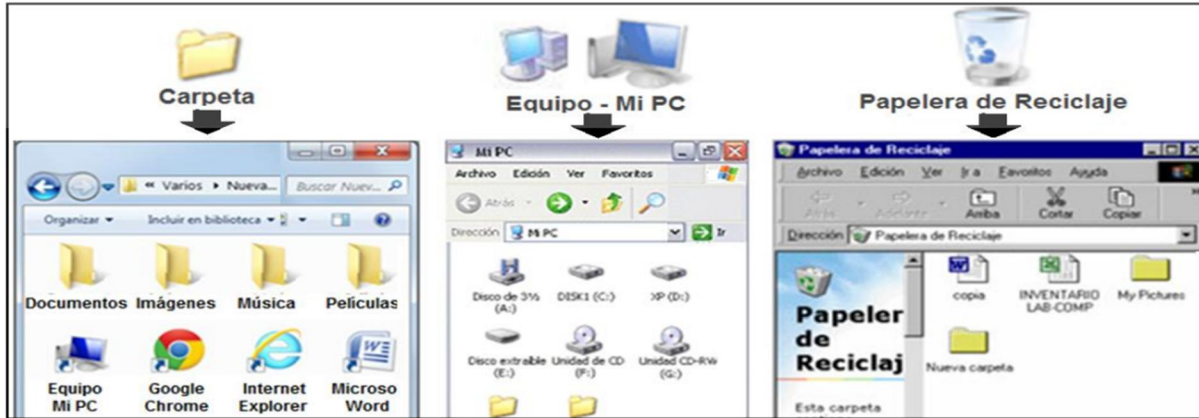 Carpeta
Equipo - Mi PC
Papelera de Reciclaje
« Varios ▸ Nueva...
Buscar Nuev...
Organizar
Incluir en biblioteca
Documentos Imágenes Música Películas
Equipo Mi PC
Google Chrome
Internet Explorer
Microso Word
Mi PC
Archivo Edición Ver Favoritos
Atrás
Dirección Mi PC Ir
Disco de 3½ (A:)
DISK1 (C:)
XP (D:)
Disco extraible (E:)
Unidad de CD (F:)
Unidad CD-RW (G:)
Papelera de Reciclaje
Archivo Edición Ver Ir a Favoritos Ayuda
Atrás Adelante Arriba Cortar Copiar
Dirección Papelera de Reciclaje
Papeler
de
Reciclaj
Esta carpeta
copia
INVENTARIO LAB-COMP
My Pictures
Nueva carpeta